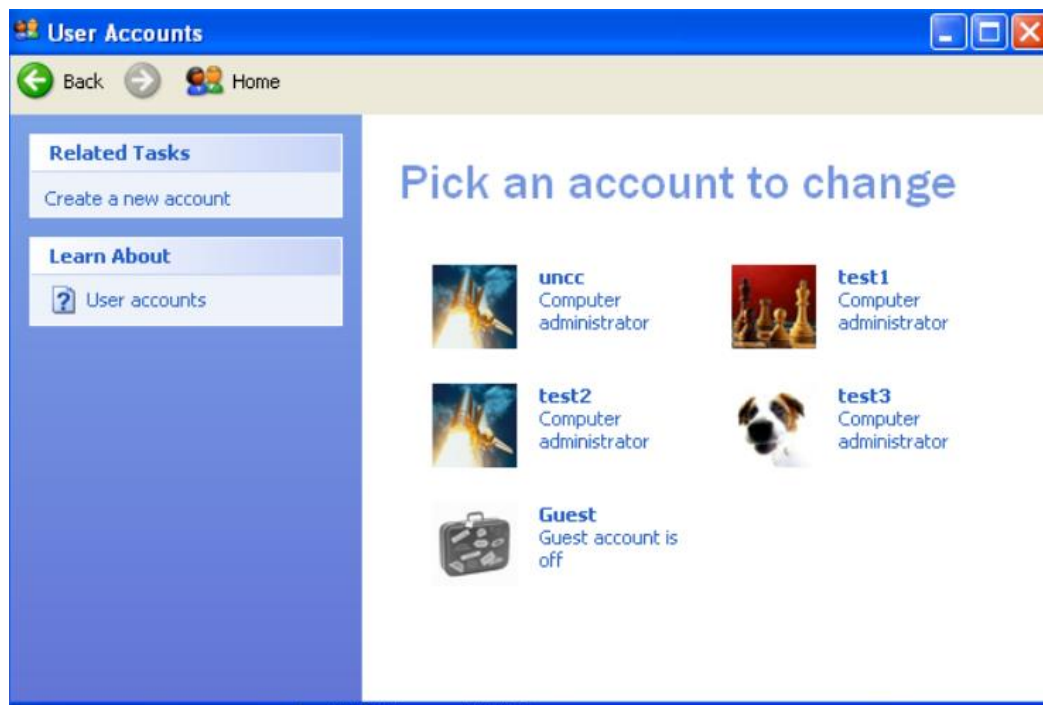 User Accounts
Back
Home
Related Tasks
Create a new account
Learn About
? User accounts
Pick an account to change
uncc
Computer
administrator
test1
Computer
administrator
test2
Computer
administrator
test3
Computer
administrator
Guest
Guest account is
off